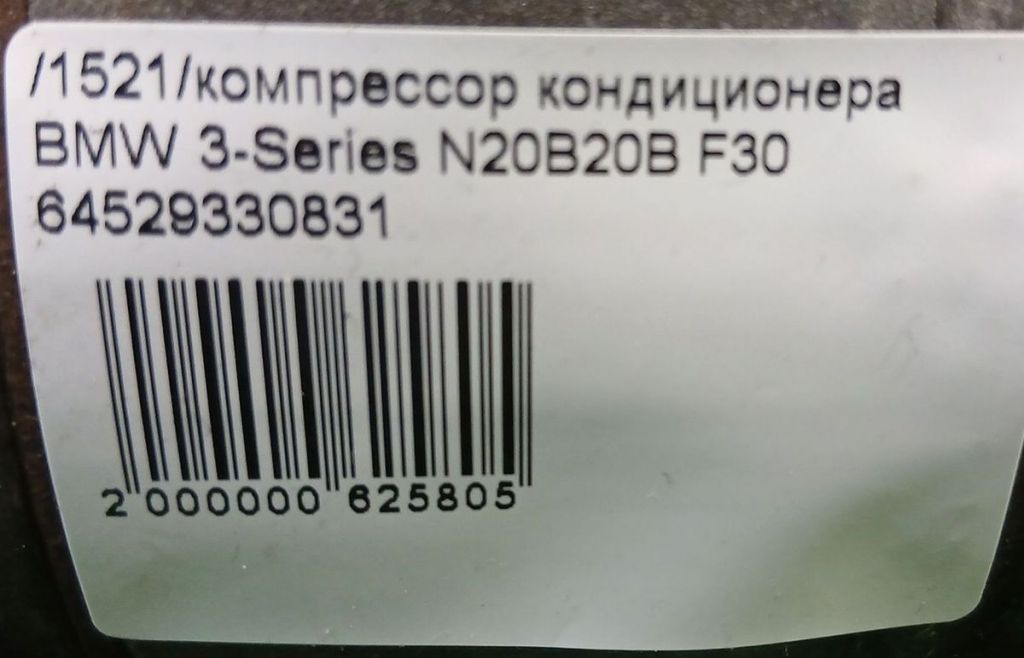 /1521/компрессор кондиционера
BMW 3-Series N20B20B F30
64529330831
2 000000 625805